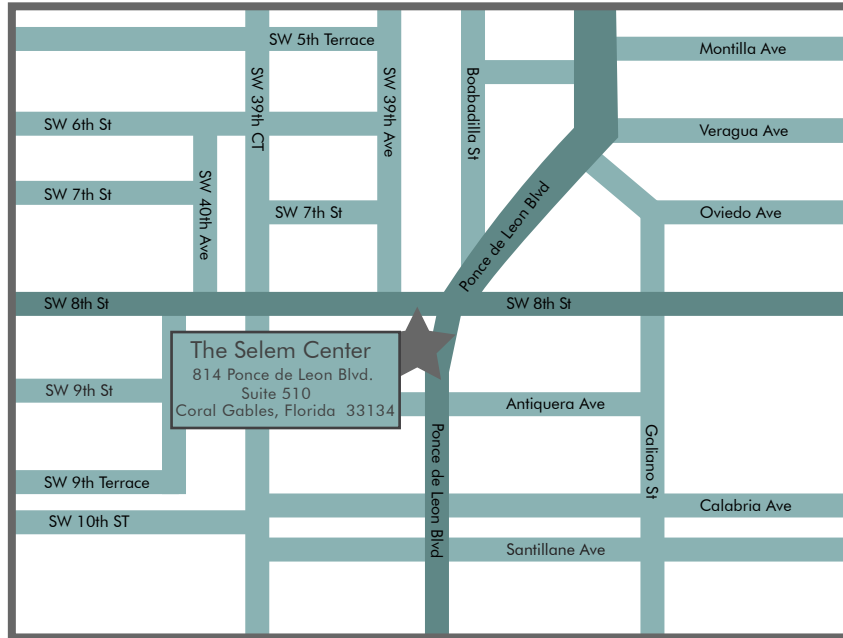 SW 5th Terrace
Montilla Ave
SW 39th CT
SW 39th Ave
Boabadilla St
SW 6th St
Veragua Ave
SW 40th Ave
SW 7th St
SW 7th St
Oviedo Ave
Ponce de Leon Blvd
SW 8th St
SW 8th St
The Selem Center
814 Ponce de Leon Blvd.
Suite 510
Coral Gables, Florida 33134
SW 9th St
Antiquera Ave
Ponce de Leon Blvd
Galiano St
SW 9th Terrace
Calabria Ave
SW 10th ST
Santillane Ave